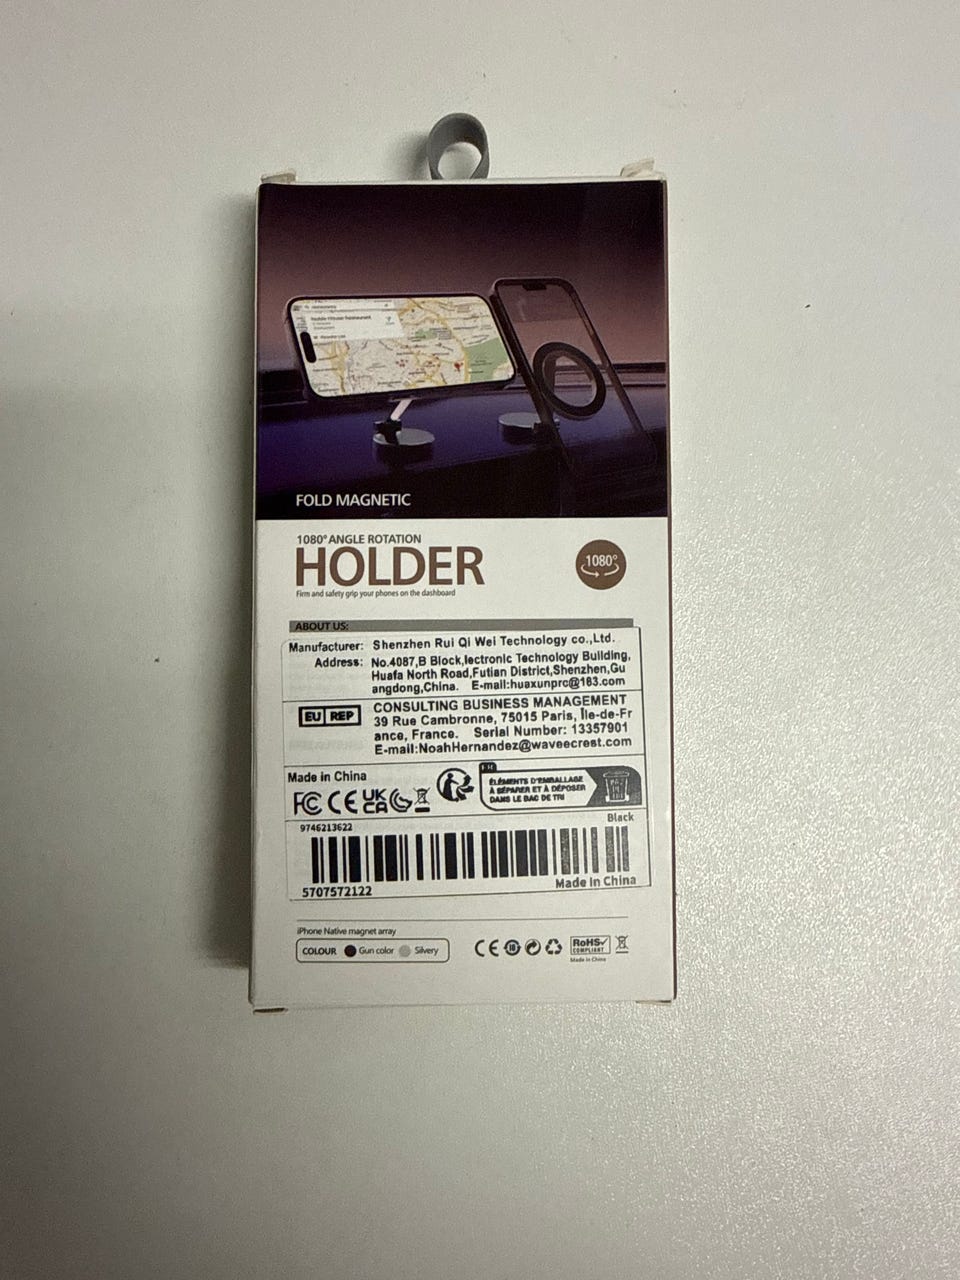 FOLD MAGNETIC
1080° ANGLE ROTATION
HOLDER
Firm and safety grip your phones on the dashboard
1080°
ABOUT US:
Manufacturer: Shenzhen Rui Qi Wei Technology co.,Ltd.
Address: No.4087,B Block,lectronic Technology Building,
Huafa North Road,Futian District,Shenzhen,Gu
angdong,China. E-mail:huaxunprc@163.com
EU REP
CONSULTING BUSINESS MANAGEMENT
39 Rue Cambronne, 75015 Paris, Île-de-Fr
ance, France. Serial Number: 13357901
E-mail:NoahHernandez@waveecrest.com
Made in China
FC CE UK CA
FR
ÉLÉMENTS D'EMBALLAGE
À SÉPARER ET À DÉPOSER
DANS LE BAC DE TRI
Black
9746213622
5707572122
Made In China
iPhone Native magnet array
COLOUR Gun color Silvery
CE 10 RoHS
COMPLIANT
Made in China